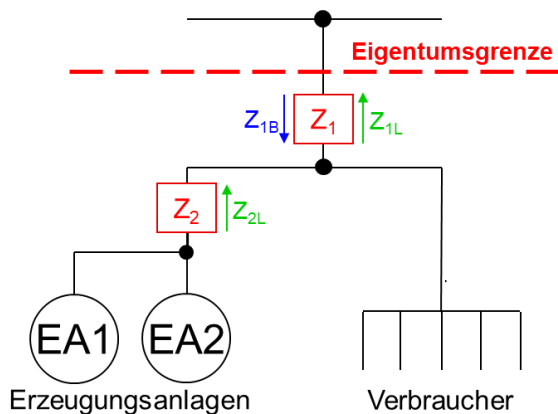 Eigentumsgrenze
Z1B Z1 Z1L
Z2 Z2L
EA1 EA2
Erzeugungsanlagen Verbraucher